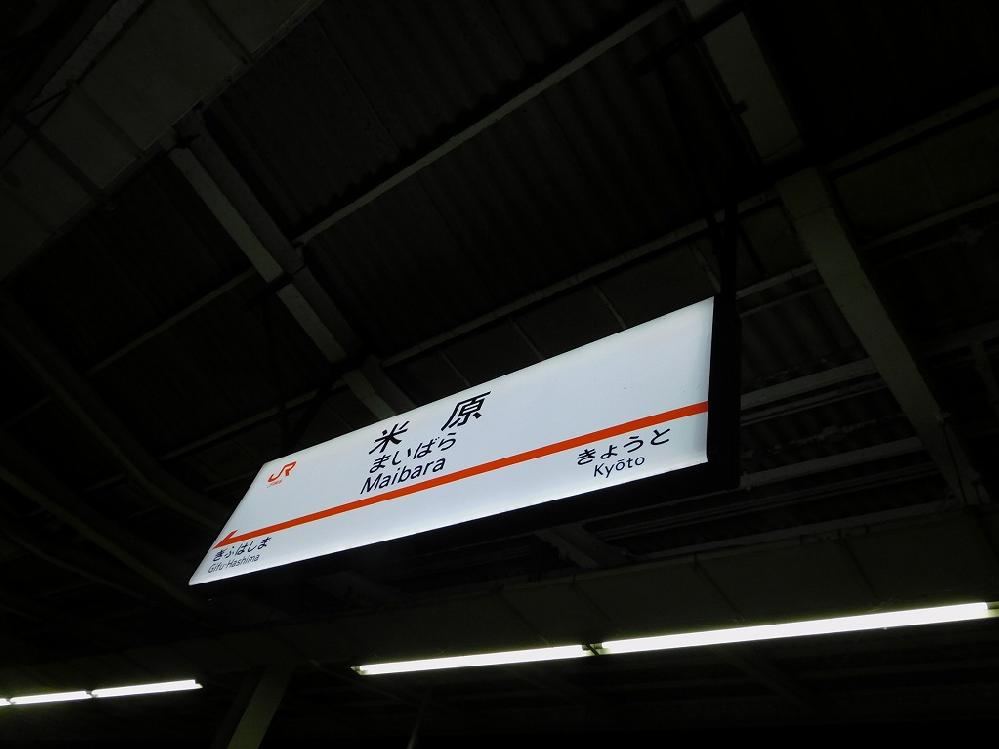 JR
米原
まいばら
Maibara
きょうと
Kyōto
ぎふはしま
Gifu-Hashima